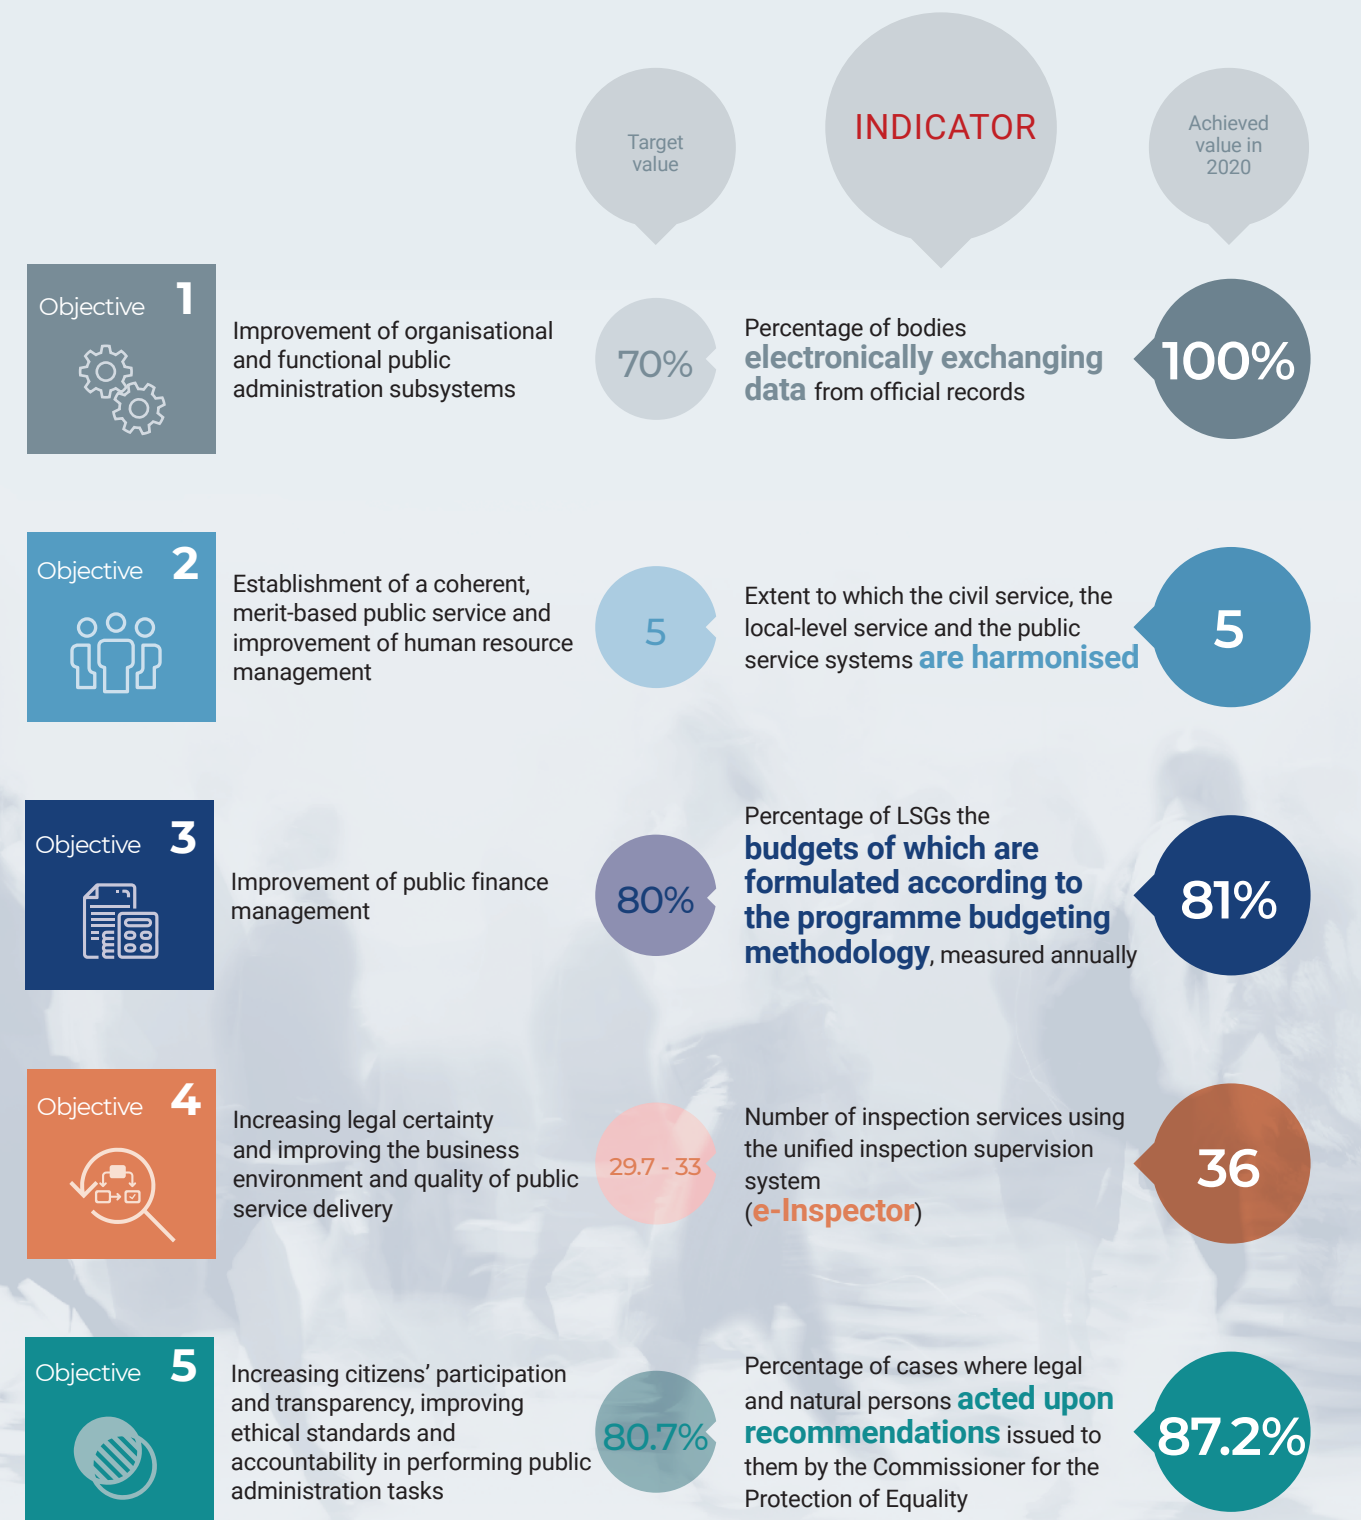 Target
value
INDICATOR
Achieved
value in
2020
Objective 1
Improvement of organisational
and functional public
administration subsystems
70%
Percentage of bodies
electronically exchanging
data from official records
100%
Objective 2
Establishment of a coherent,
merit-based public service and
improvement of human resource
management
5
Extent to which the civil service, the
local-level service and the public
service systems are harmonised
5
Objective 3
Improvement of public finance
management
80%
Percentage of LSGs the
budgets of which are
formulated according to
the programme budgeting
methodology, measured annually
81%
Objective 4
Increasing legal certainty
and improving the business
environment and quality of public
service delivery
29.7 - 33
Number of inspection services using
the unified inspection supervision
system
(e-Inspector)
36
Objective 5
Increasing citizens’ participation
and transparency, improving
ethical standards and
accountability in performing public
administration tasks
80.7%
Percentage of cases where legal
and natural persons acted upon
recommendations issued to
them by the Commissioner for the
Protection of Equality
87.2%